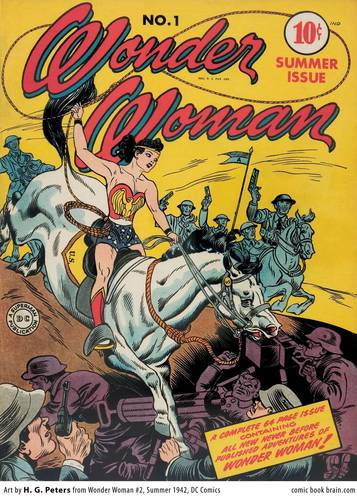 NO. 1
10¢
IND
Wonder
SUMMER
ISSUE
Woman
U.S
A SUPERMAN
DC
PUBLICATION
A COMPLETE 64 PAGE ISSUE
CONTAINING
ALL NEW NEVER BEFORE
PUBLISHED ADVENTURES OF
WONDER WOMAN!
Art by H. G. Peters from Wonder Woman #2, Summer 1942, DC Comics
comic book brain.com